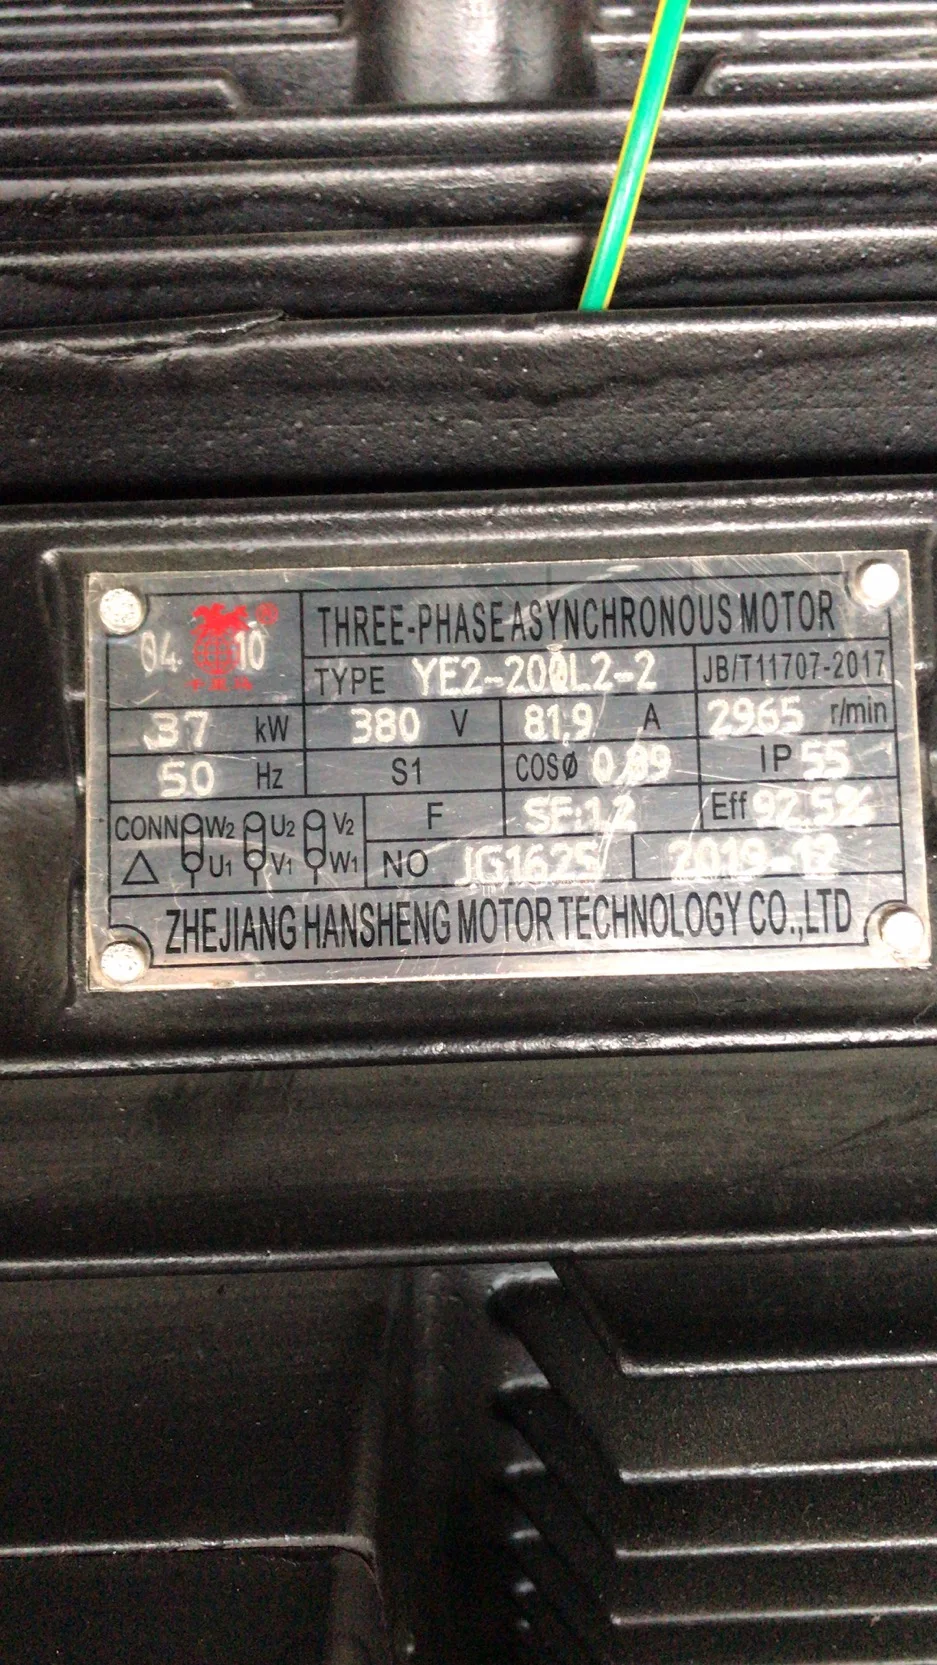 04 10 ®
THREE-PHASE ASYNCHRONOUS MOTOR
TYPE YE2-200L2-2 JB/T11707-2017
37 kW 380 V 81.9 A 2965 r/min
50 Hz S1 COSØ 0.89 IP 55
CONN W2 U2 V2 F SF:1.2 Eff 92.5%
△ U1 V1 W1 NO JG1625 2019-12
ZHEJIANG HANSHENG MOTOR TECHNOLOGY CO.,LTD